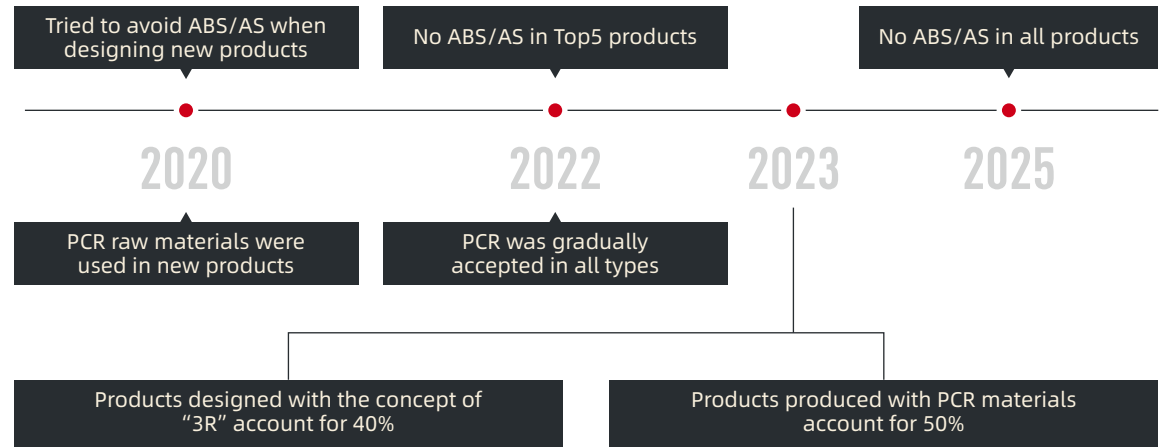 Tried to avoid ABS/AS when
designing new products
No ABS/AS in Top5 products
No ABS/AS in all products
2020
2022
2023
2025
PCR raw materials were
used in new products
PCR was gradually
accepted in all types
Products designed with the concept of
“3R” account for 40%
Products produced with PCR materials
account for 50%